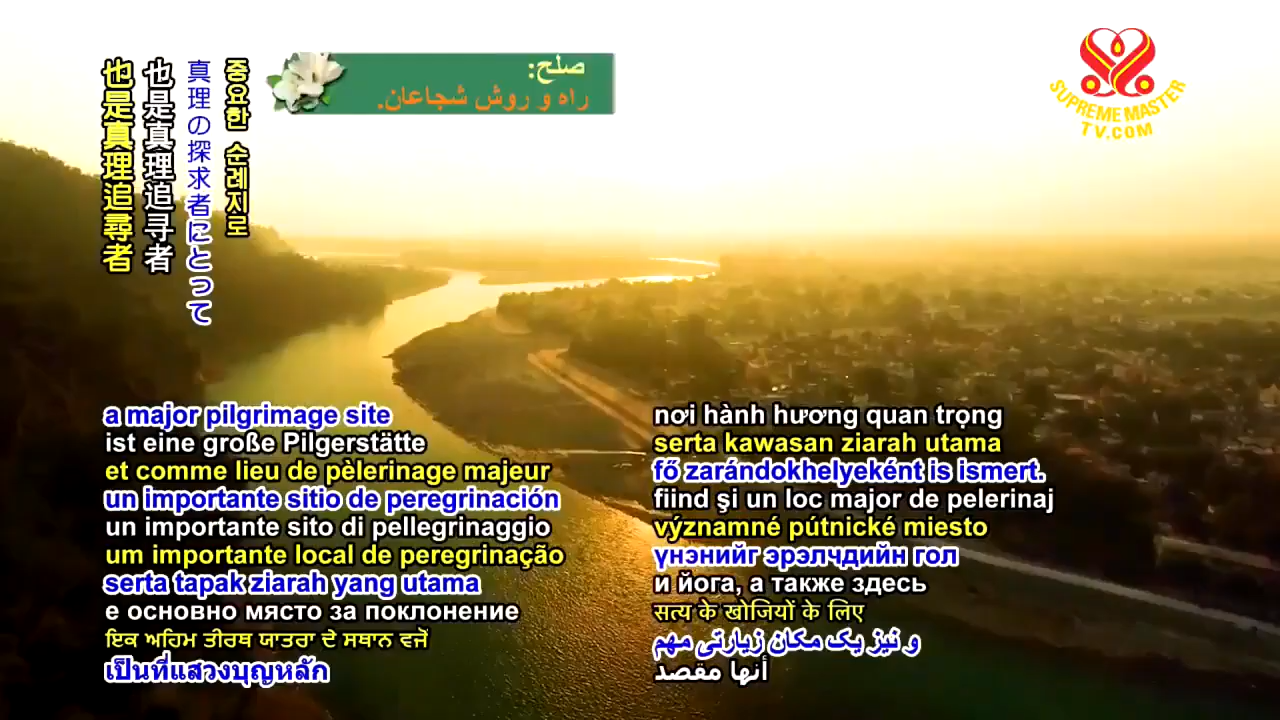 중요한 순례지로
真理の探求者にとって
也是真理追寻者
也是真理追尋者
صلح:
راه و روش شجاعان.
SUPREME MASTER
TV.COM
a major pilgrimage site
ist eine große Pilgerstätte
et comme lieu de pèlerinage majeur
un importante sitio de peregrinación
un importante sito di pellegrinaggio
um importante local de peregrinação
serta tapak ziarah yang utama
е основно място за поклонение
ਇਕ ਅਹਿਮ ਤੀਰਥ ਯਾਤਰਾ ਦੇ ਸਥਾਨ ਵਜੋਂ
เป็นที่แสวงบุญหลัก
nơi hành hương quan trọng
serta kawasan ziarah utama
fő zarándokhelyeként is ismert.
fiind şi un loc major de pelerinaj
významné pútnické miesto
үнэнийг эрэлчдийн гол
и йога, а также здесь
सत्य के खोजियों के लिए
و نیز یک مکان زیارتی مهم
أنها مقصد